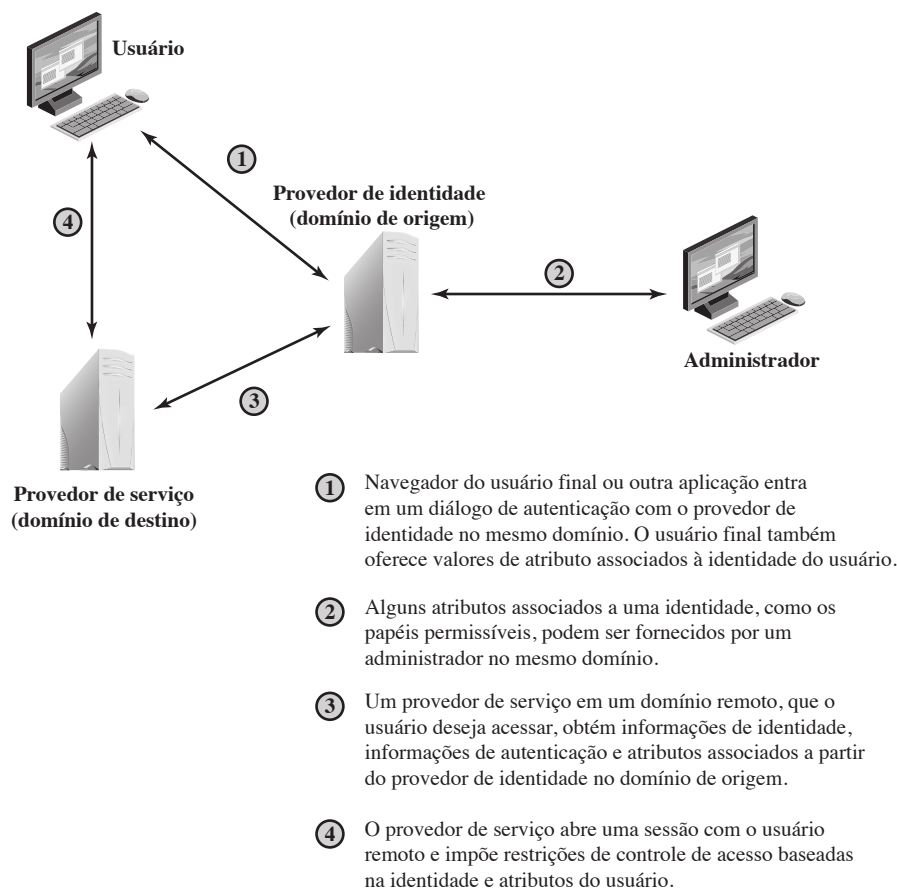 Usuário
1
Provedor de identidade
(domínio de origem)
4
2
Administrador
3
Provedor de serviço
(domínio de destino)
1 Navegador do usuário final ou outra aplicação entra
em um diálogo de autenticação com o provedor de
identidade no mesmo domínio. O usuário final também
oferece valores de atributo associados à identidade do usuário.
2 Alguns atributos associados a uma identidade, como os
papéis permissíveis, podem ser fornecidos por um
administrador no mesmo domínio.
3 Um provedor de serviço em um domínio remoto, que o
usuário deseja acessar, obtém informações de identidade,
informações de autenticação e atributos associados a partir
do provedor de identidade no domínio de origem.
4 O provedor de serviço abre uma sessão com o usuário
remoto e impõe restrições de controle de acesso baseadas
na identidade e atributos do usuário.